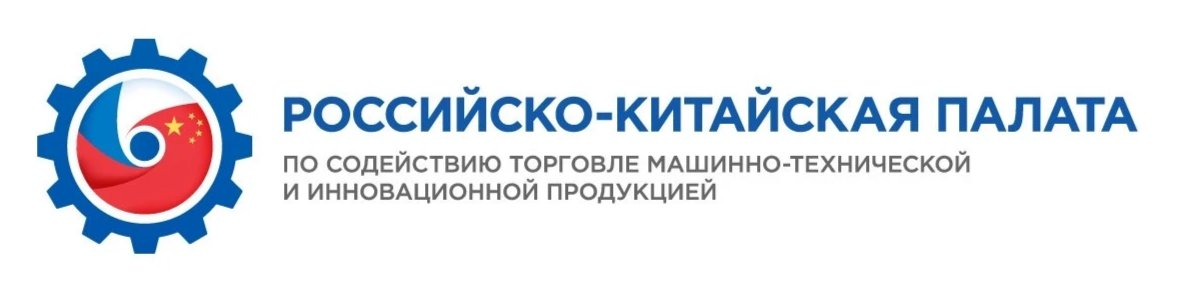 РОССИЙСКО-КИТАЙСКАЯ ПАЛАТА
ПО СОДЕЙСТВИЮ ТОРГОВЛЕ МАШИННО-ТЕХНИЧЕСКОЙ
И ИННОВАЦИОННОЙ ПРОДУКЦИЕЙ